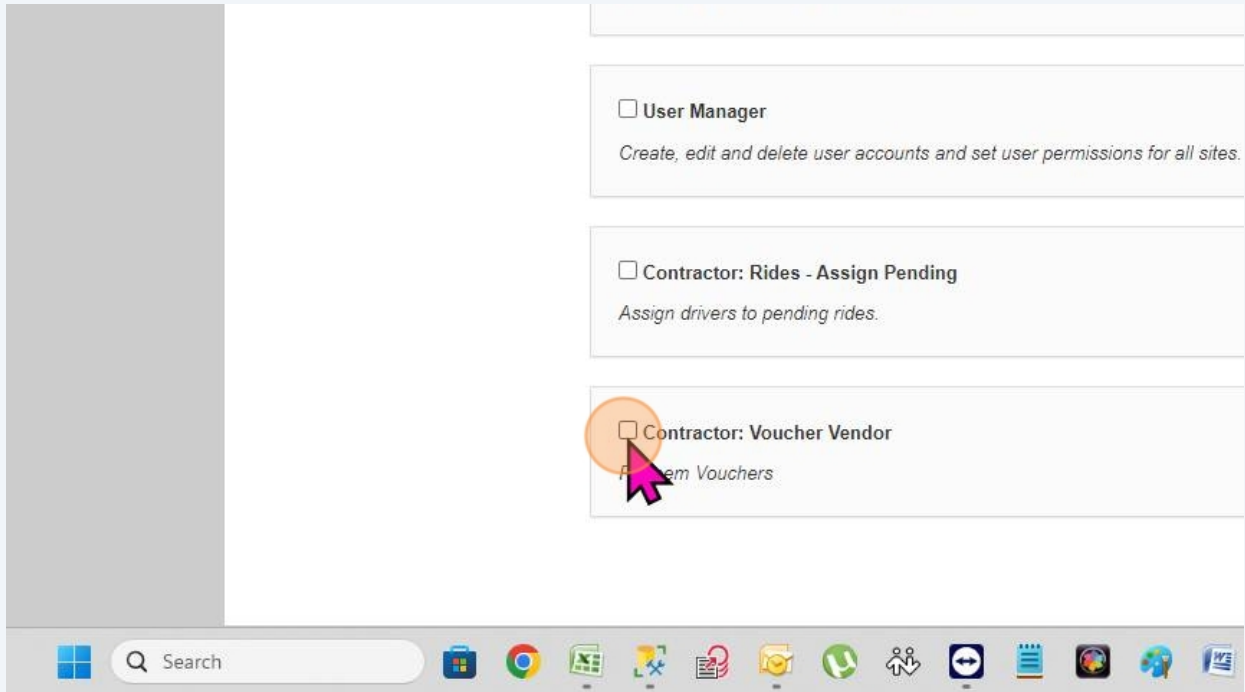 User Manager
Create, edit and delete user accounts and set user permissions for all sites.
Contractor: Rides - Assign Pending
Assign drivers to pending rides.
Contractor: Voucher Vendor
Vouchers
Search